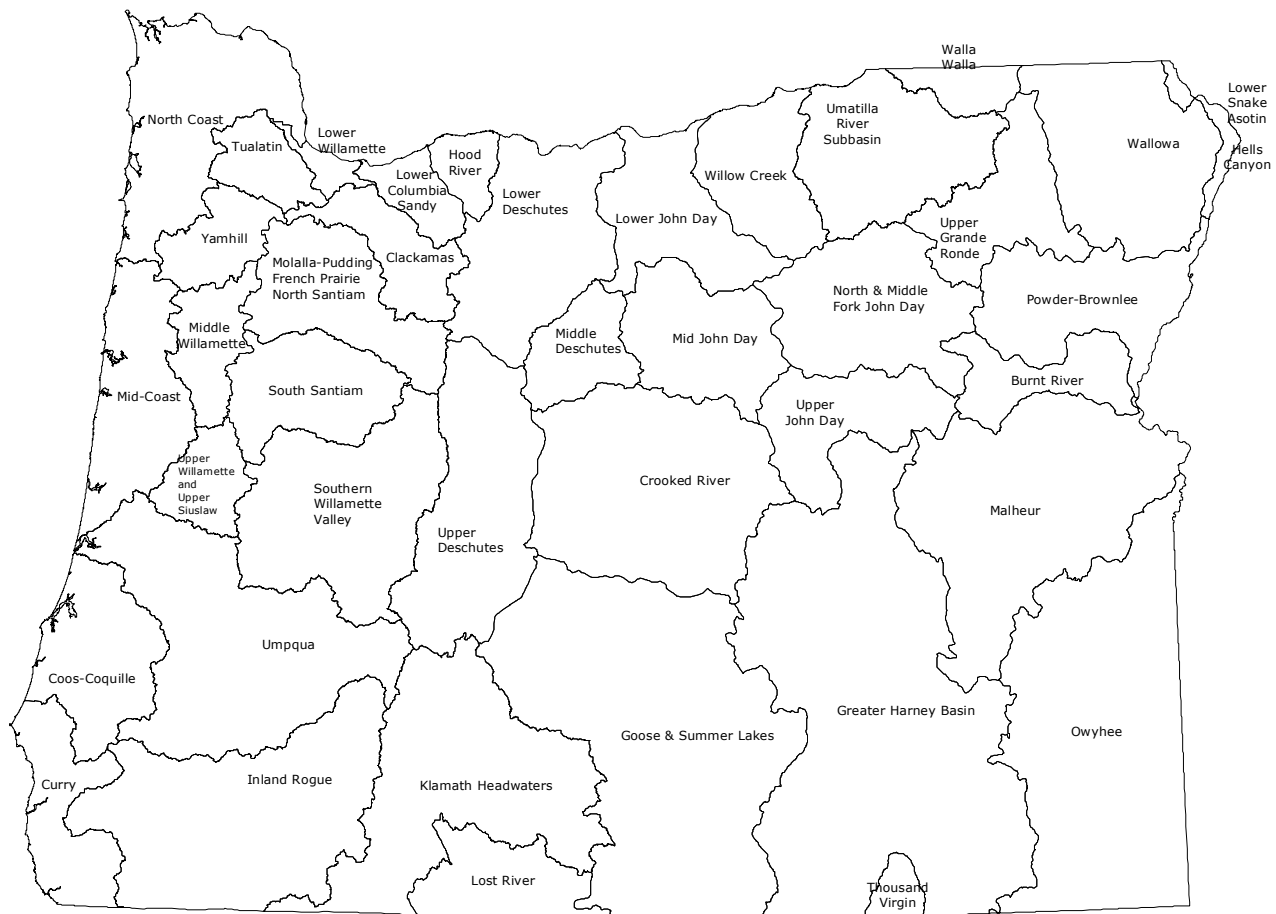 Walla
Walla
Lower
Snake
Asotin
Umatilla
River
Subbasin
North Coast
Lower
Willamette
Tualatin
Wallowa
Hells
Canyon
Hood
River
Lower
Columbia
Sandy
Willow Creek
Lower
Deschutes
Lower John Day
Yamhill
Upper
Grande
Ronde
Clackamas
Molalla-Pudding
French Prairie
North Santiam
North & Middle
Fork John Day
Powder-Brownlee
Middle
Willamette
Middle
Deschutes
Mid John Day
Burnt River
South Santiam
Mid-Coast
Upper
John Day
Upper
Willamette
and
Upper
Siuslaw
Southern
Willamette
Valley
Crooked River
Malheur
Upper
Deschutes
Umpqua
Coos-Coquille
Greater Harney Basin
Goose & Summer Lakes
Owyhee
Curry
Inland Rogue
Klamath Headwaters
Lost River
Thousand
Virgin